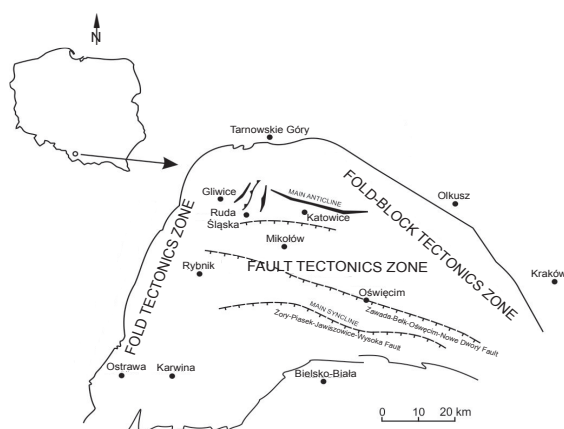 N
Tarnowskie Góry
Gliwice
MAIN ANTICLINE
Olkusz
Ruda
Śląska
Katowice
FOLD-BLOCK TECTONICS ZONE
FOLD TECTONICS ZONE
Mikołów
Rybnik
FAULT TECTONICS ZONE
Kraków
Oświęcim
Zawada-Bełk-Oświęcim-Nowe Dwory Fault
MAIN SYNCLINE
Żory-Piasek-Jawiszowice-Wysoka Fault
Ostrawa
Karwina
Bielsko-Biała
0 10 20 km